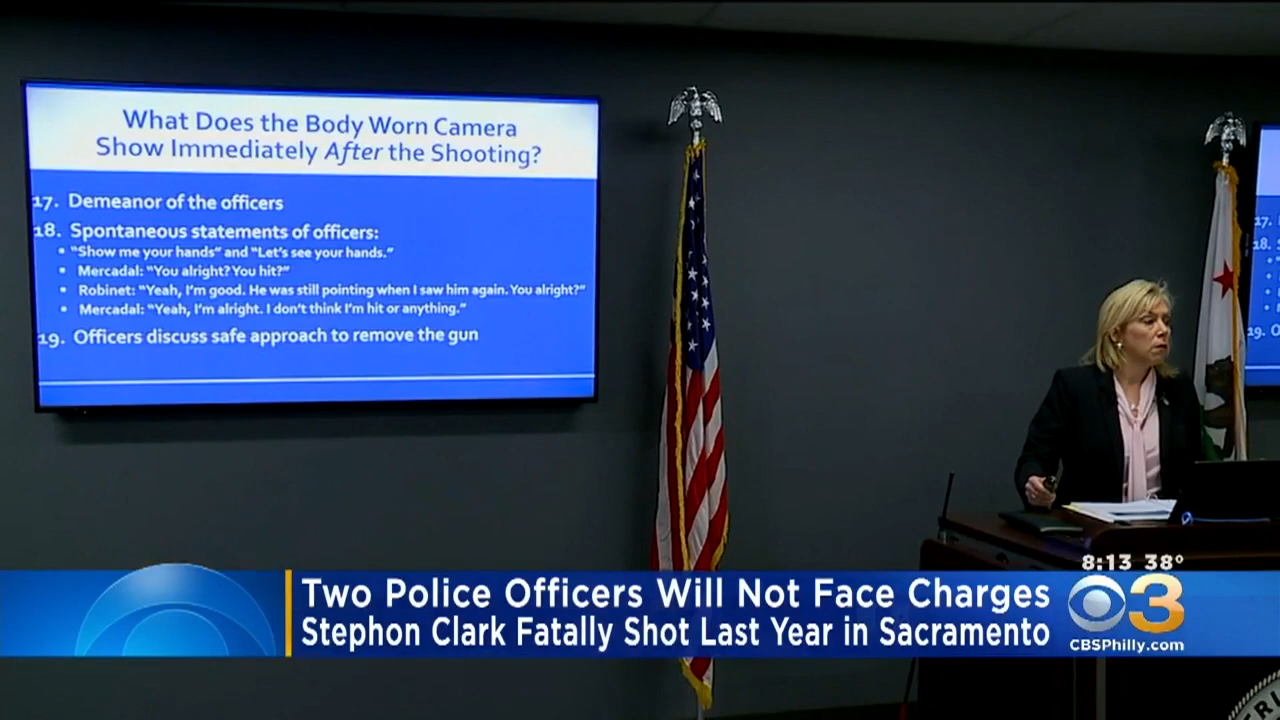 What Does the Body Worn Camera
Show Immediately After the Shooting?
17. Demeanor of the officers
18. Spontaneous statements of officers:
• "Show me your hands" and "Let's see your hands."
• Mercadal: "You alright? You hit?"
• Robinet: "Yeah, I'm good. He was still pointing when I saw him again. You alright?"
• Mercadal: "Yeah, I'm alright. I don't think I'm hit or anything."
19. Officers discuss safe approach to remove the gun
17.
18.
19. O
8:13 38°
Two Police Officers Will Not Face Charges
Stephon Clark Fatally Shot Last Year in Sacramento
3
CBSPhilly.com